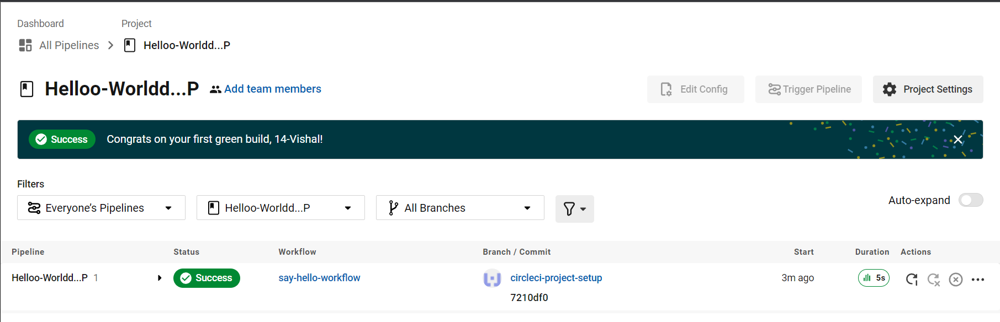 Dashboard Project
All Pipelines Helloo-Worldd...P
Helloo-Worldd...P Add team members Edit Config Trigger Pipeline Project Settings
Success Congrats on your first green build, 14-Vishal!
Filters
Everyone’s Pipelines Helloo-Worldd...P All Branches Auto-expand
Pipeline Status Workflow Branch / Commit Start Duration Actions
Helloo-Worldd...P 1 Success say-hello-workflow circleci-project-setup 3m ago 5s
7210df0